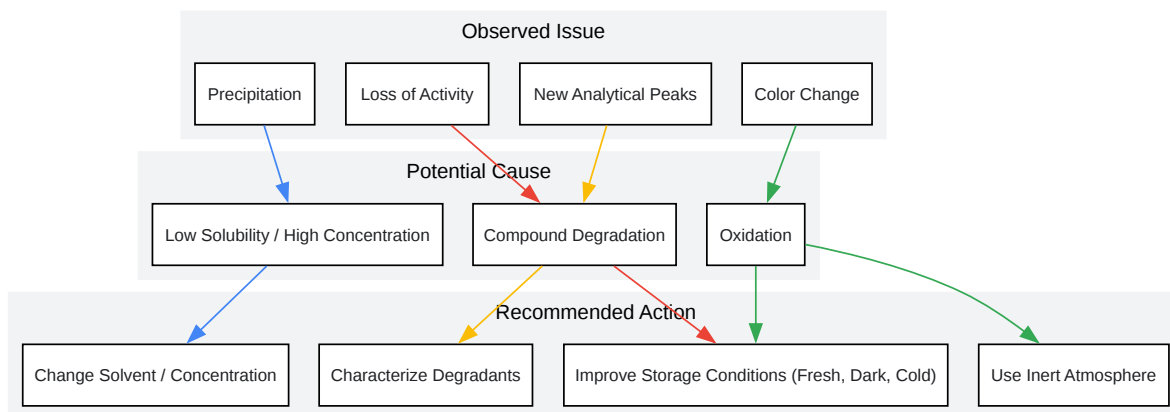 Observed Issue
Precipitation
Loss of Activity
New Analytical Peaks
Color Change
Potential Cause
Low Solubility / High Concentration
Compound Degradation
Oxidation
Recommended Action
Change Solvent / Concentration
Characterize Degradants
Improve Storage Conditions (Fresh, Dark, Cold)
Use Inert Atmosphere